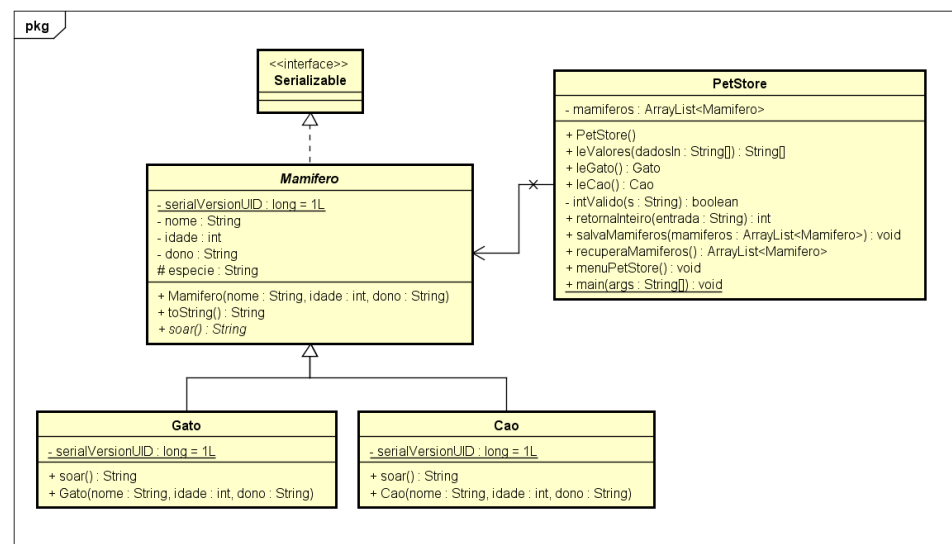 pkg
<<interface>>
Serializable
PetStore
- mamiferos : ArrayList<Mamifero>
+ PetStore()
+ leValores(dadosIn : String[]) : String[]
+ leGato() : Gato
+ leCao() : Cao
- intValido(s : String) : boolean
+ retornaInteiro(entrada : String) : int
+ salvaMamiferos(mamiferos : ArrayList<Mamifero>) : void
+ recuperaMamiferos() : ArrayList<Mamifero>
+ menuPetStore() : void
+ main(args : String[]) : void
Mamifero
- serialVersionUID : long = 1L
- nome : String
- idade : int
- dono : String
# especie : String
+ Mamifero(nome : String, idade : int, dono : String)
+ toString() : String
+ soar() : String
Gato
- serialVersionUID : long = 1L
+ soar() : String
+ Gato(nome : String, idade : int, dono : String)
Cao
- serialVersionUID : long = 1L
+ soar() : String
+ Cao(nome : String, idade : int, dono : String)